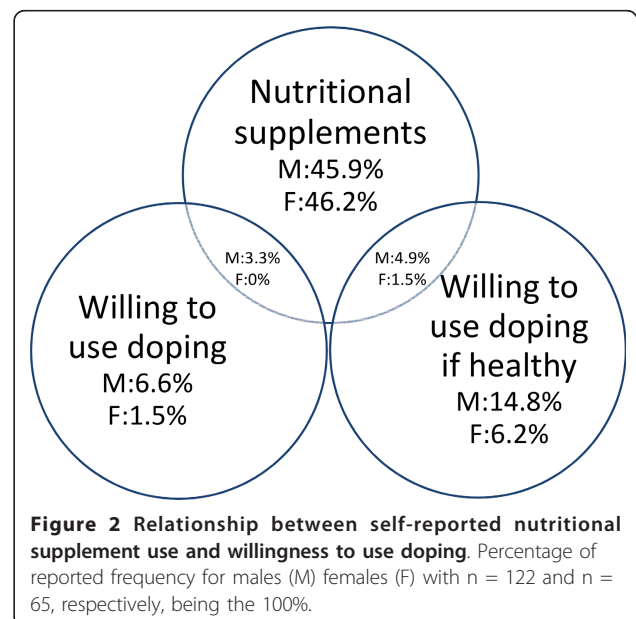 Nutritional
supplements
M:45.9%
F:46.2%
M:3.3%
F:0%
M:4.9%
F:1.5%
Willing to
use doping
M:6.6%
F:1.5%
Willing to
use doping
if healthy
M:14.8%
F:6.2%
Figure 2 Relationship between self-reported nutritional
supplement use and willingness to use doping. Percentage of
reported frequency for males (M) females (F) with n = 122 and n =
65, respectively, being the 100%.